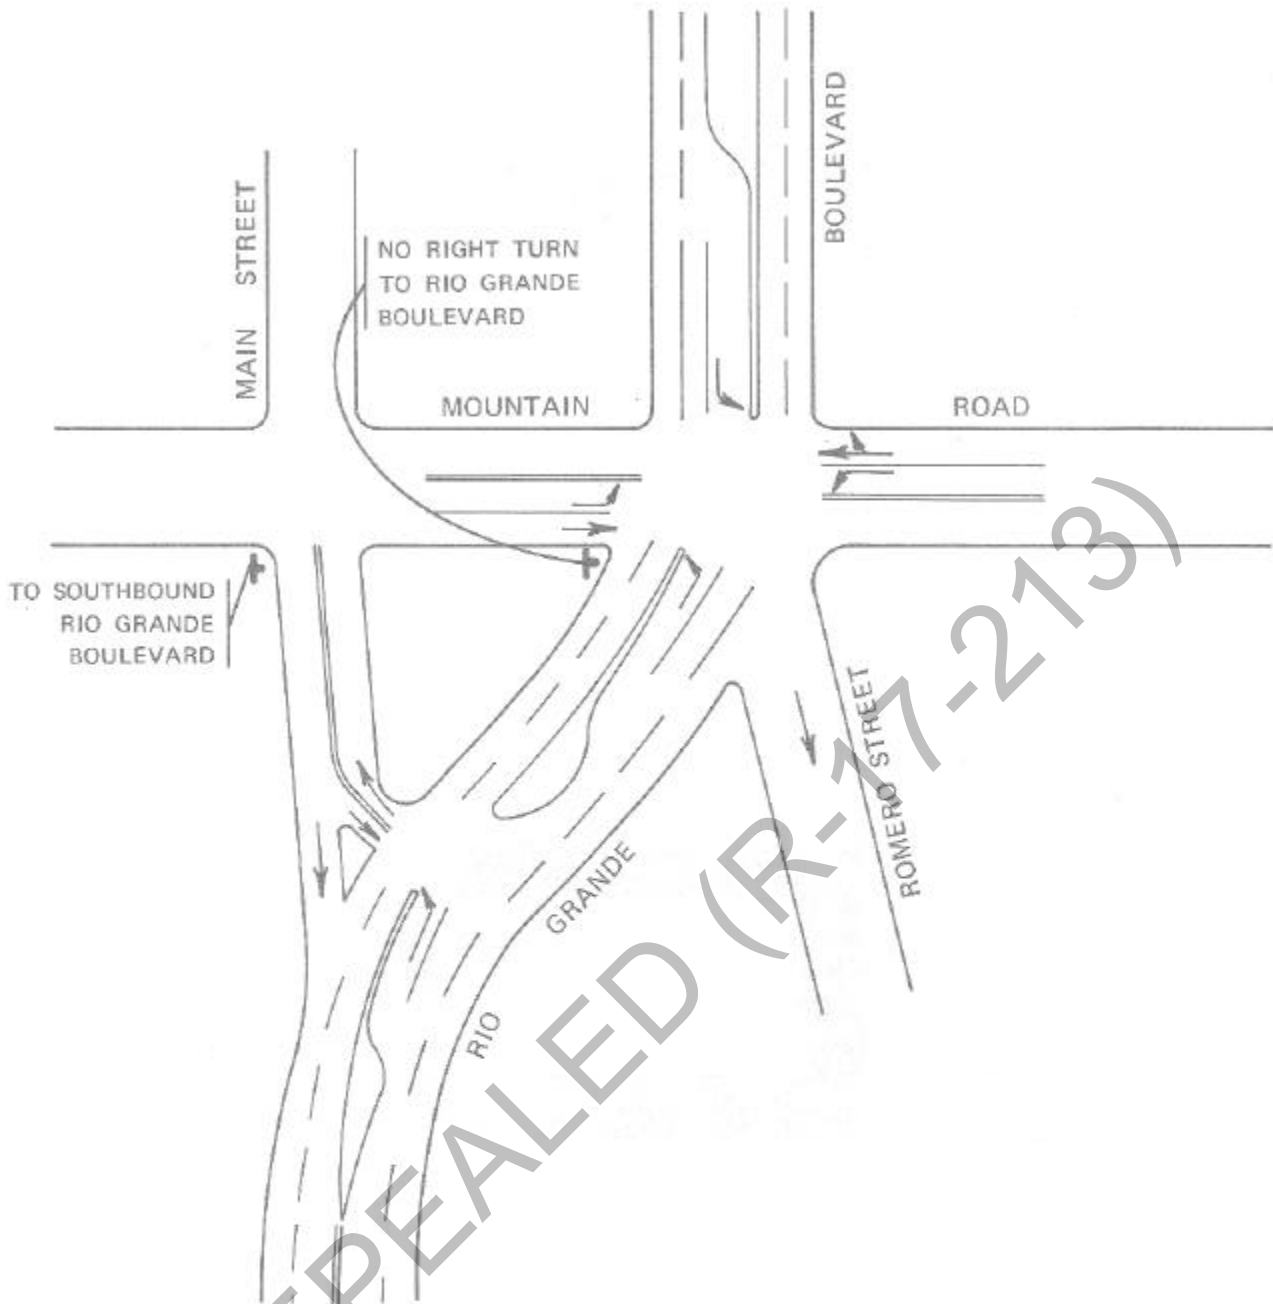 BOULEVARD
MAIN STREET
NO RIGHT TURN
TO RIO GRANDE
BOULEVARD
MOUNTAIN
ROAD
TO SOUTHBOUND
RIO GRANDE
BOULEVARD
ROMERO STREET
GRANDE
RIO
EPEALED (R-17-213)